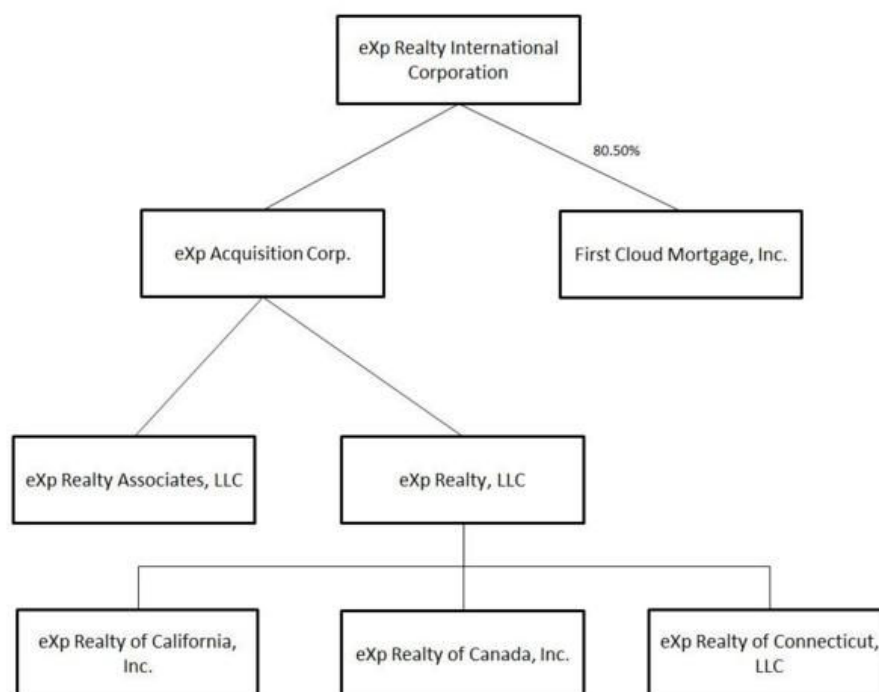 eXp Realty International
Corporation
80.50%
eXp Acquisition Corp.
First Cloud Mortgage, Inc.
eXp Realty Associates, LLC
eXp Realty, LLC
eXp Realty of California,
Inc.
eXp Realty of Canada, Inc.
eXp Realty of Connecticut,
LLC